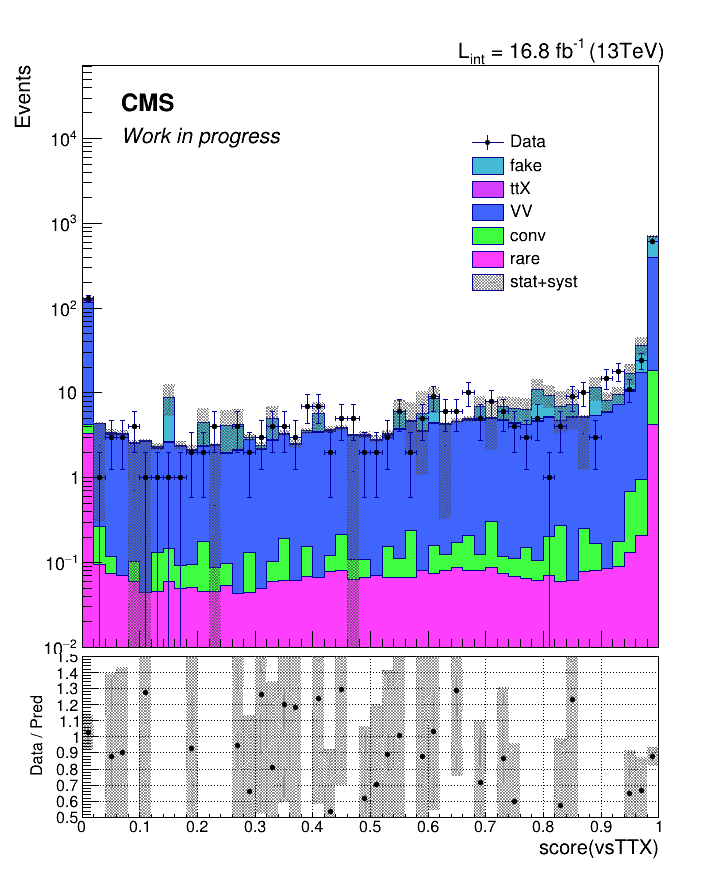 L_int = 16.8 fb^-1 (13TeV)
Events
CMS
Work in progress
Data
fake
ttX
VV
conv
rare
stat+syst
10^4
10^3
10^2
10
1
10^-1
10^-2
Data / Pred
1.5
1.4
1.3
1.2
1.1
1
0.9
0.8
0.7
0.6
0.5
0 0.1 0.2 0.3 0.4 0.5 0.6 0.7 0.8 0.9 1
score(vsTTX)